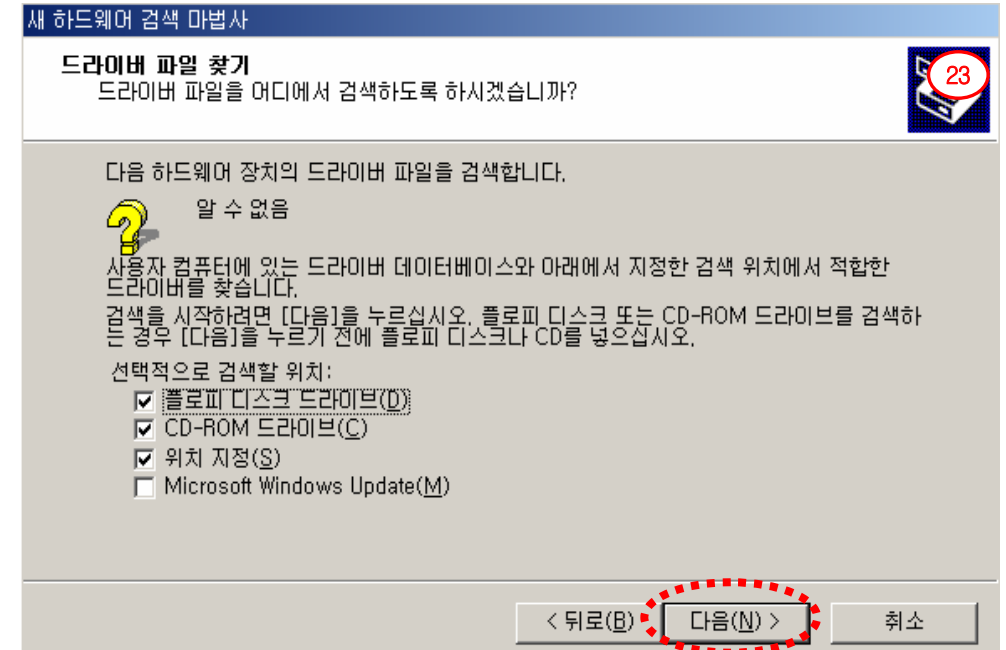 새 하드웨어 검색 마법사
드라이버 파일 찾기
드라이버 파일을 어디에서 검색하도록 하시겠습니까?
23
다음 하드웨어 장치의 드라이버 파일을 검색합니다.
알 수 없음
사용자 컴퓨터에 있는 드라이버 데이터베이스와 아래에서 지정한 검색 위치에서 적합한
드라이버를 찾습니다.
검색을 시작하려면 [다음]을 누르십시오. 플로피 디스크 또는 CD-ROM 드라이브를 검색하
는 경우 [다음]을 누르기 전에 플로피 디스크나 CD를 넣으십시오.
선택적으로 검색할 위치:
플로피 디스크 드라이브(D)
CD-ROM 드라이브(C)
위치 지정(S)
Microsoft Windows Update(M)
< 뒤로(B) 다음(N) > 취소